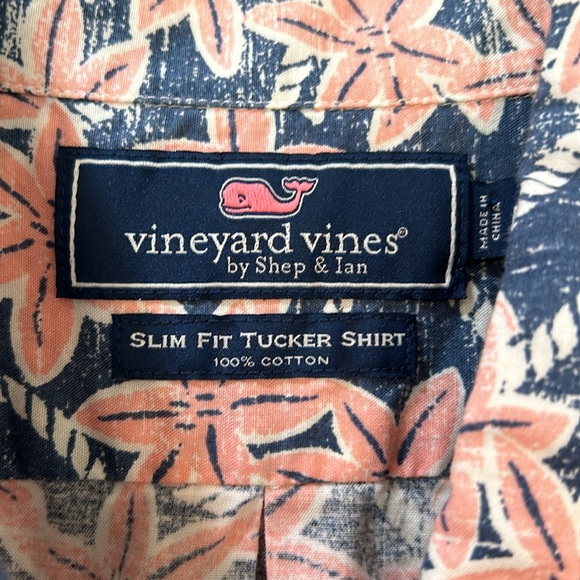 vineyard vines®
by Shep & Ian
MADE IN
CHINA
SLIM FIT TUCKER SHIRT
100% COTTON